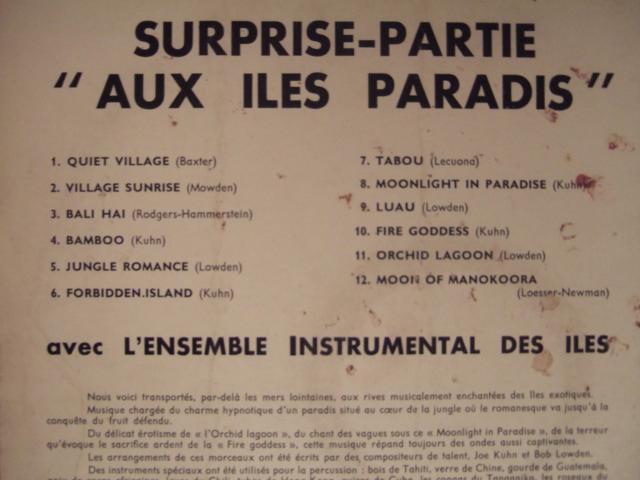 SURPRISE-PARTIE
" AUX ILES PARADIS "
1. QUIET VILLAGE (Baxter)
2. VILLAGE SUNRISE (Mowden)
3. BALI HAI (Rodgers-Hammerstein)
4. BAMBOO (Kuhn)
5. JUNGLE ROMANCE (Lowden)
6. FORBIDDEN.ISLAND (Kuhn)
7. TABOU (Lecuona)
8. MOONLIGHT IN PARADISE (Kuhn)
9. LUAU (Lowden)
10. FIRE GODDESS (Kuhn)
11. ORCHID LAGOON (Lowden)
12. MOON OF MANOKOORA
(Loesser-Newman)
avec L'ENSEMBLE INSTRUMENTAL DES ILES
Nous voici transportés, par-delà les mers lointaines, aux rives musicalement enchantées des îles exotiques.
Musique chargée du charme hypnotique d'un paradis situé au cœur de la jungle où le romanesque va jusqu'à la
conquête du fruit défendu.
Du délicat érotisme de « l'Orchid lagoon », du chant des vagues sous ce « Moonlight in Paradise », de la terreur
qu'évoque le sacrifice ardent de la « Fire goddess », cette musique répand toujours des ondes aussi captivantes.
Les arrangements de ces morceaux ont été écrits par des compositeurs de talent, Joe Kuhn et Bob Lowden.
Des instruments spéciaux ont été utilisés pour la percussion : bois de Tahiti, verre de Chine, gourde de Guatemala,